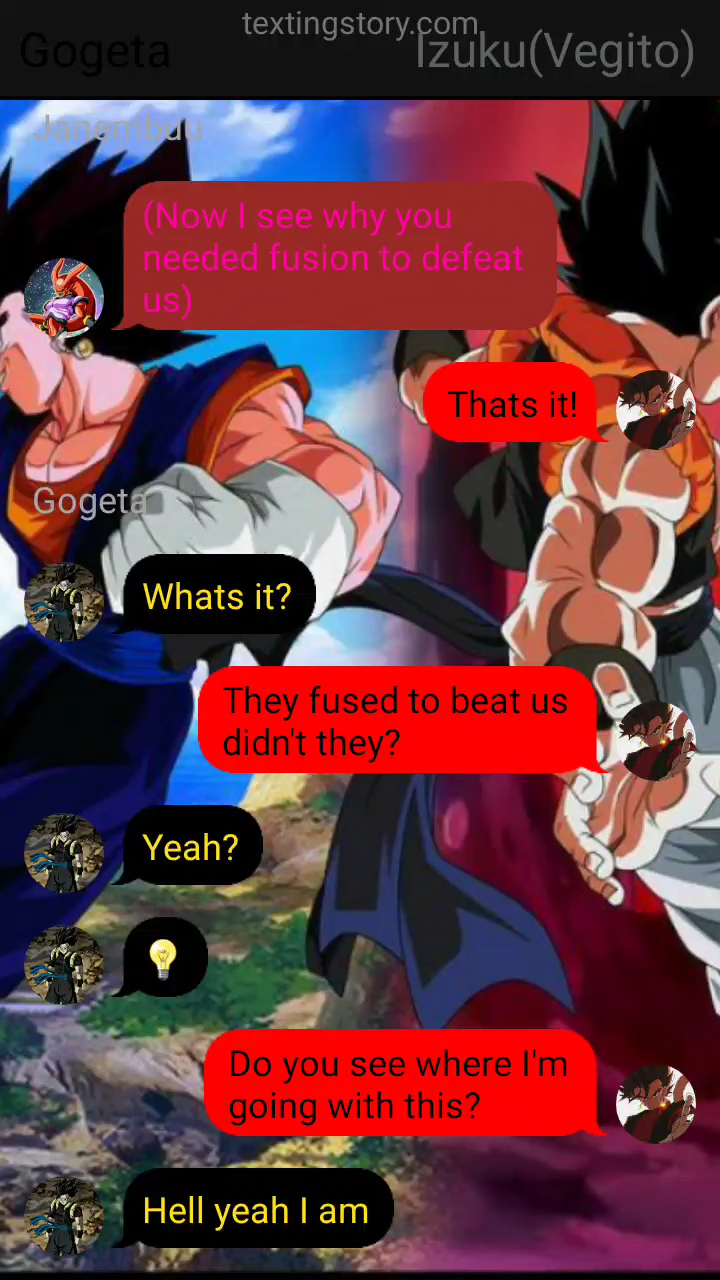 textingstory.com
Gogeta
Izuku(Vegito)
Janembuu
(Now I see why you
needed fusion to defeat
us)
Thats it!
Gogeta
Whats it?
They fused to beat us
didn't they?
Yeah?
💡
Do you see where I'm
going with this?
Hell yeah I am